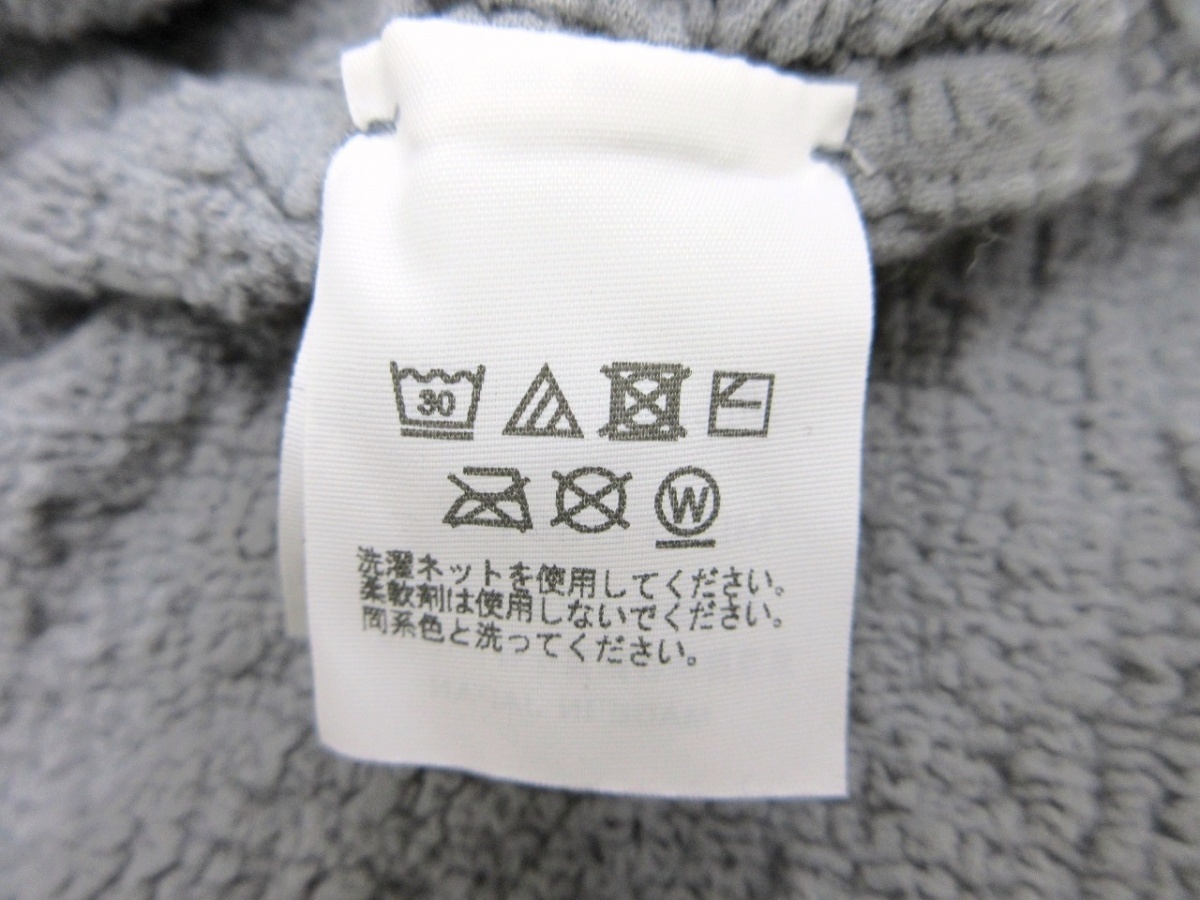 30
W
洗濯ネットを使用してください。
柔軟剤は使用しないでください。
同系色と洗ってください。